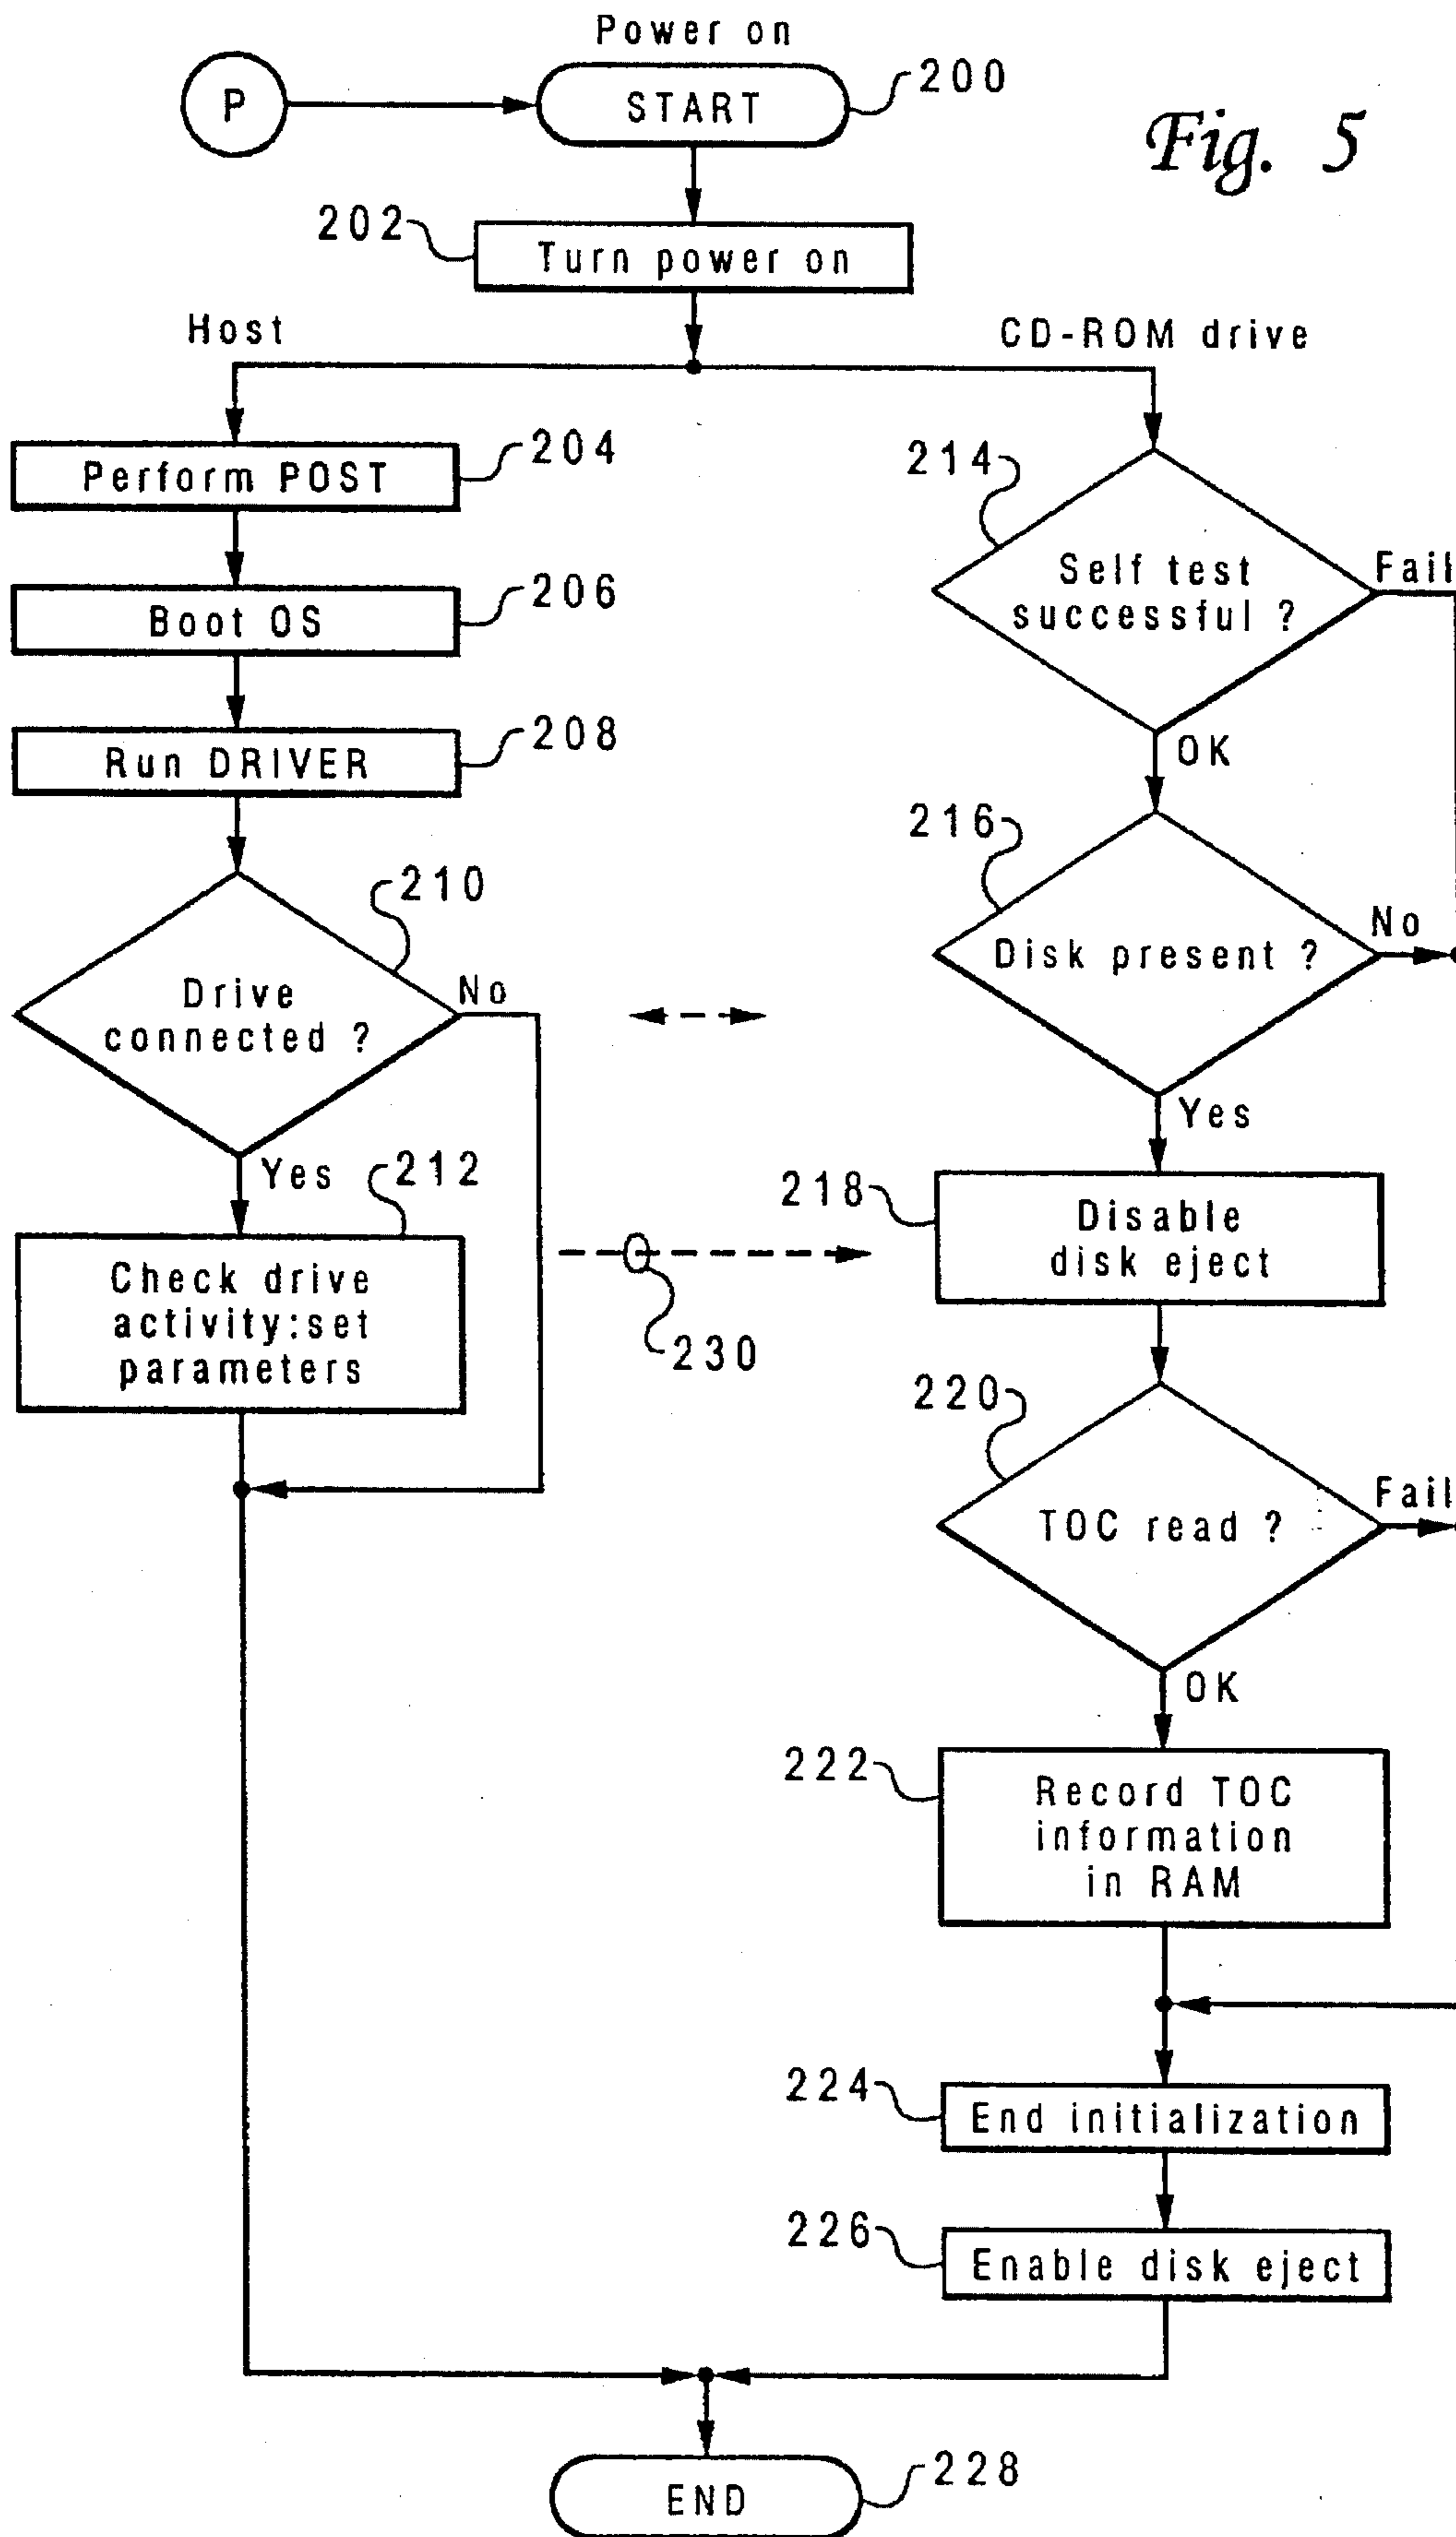 Power on
P
START
200
Fig. 5
202
Turn power on
Host
CD-ROM drive
Perform POST
204
214
Self test
successful ?
Fail
Boot OS
206
Run DRIVER
208
OK
216
210
Disk present ?
No
Drive
connected ?
No
Yes
Yes
212
218
Disable
disk eject
Check drive
activity:set
parameters
230
220
TOC read ?
Fail
OK
222
Record TOC
information
in RAM
224
End initialization
226
Enable disk eject
END
228